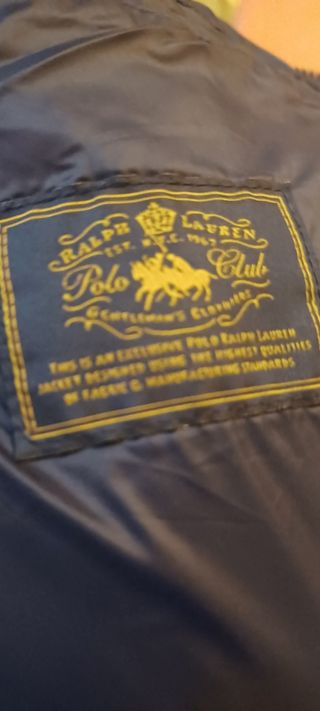 RALPH LAUREN
EST. N.Y.C. 1967
Polo Club
GENTLEMAN'S CLOTHIERS
THIS IS AN EXCLUSIVE POLO RALPH LAUREN
JACKET DESIGNED USING THE HIGHEST QUALITIES
OF FABRIC & MANUFACTURING STANDARDS